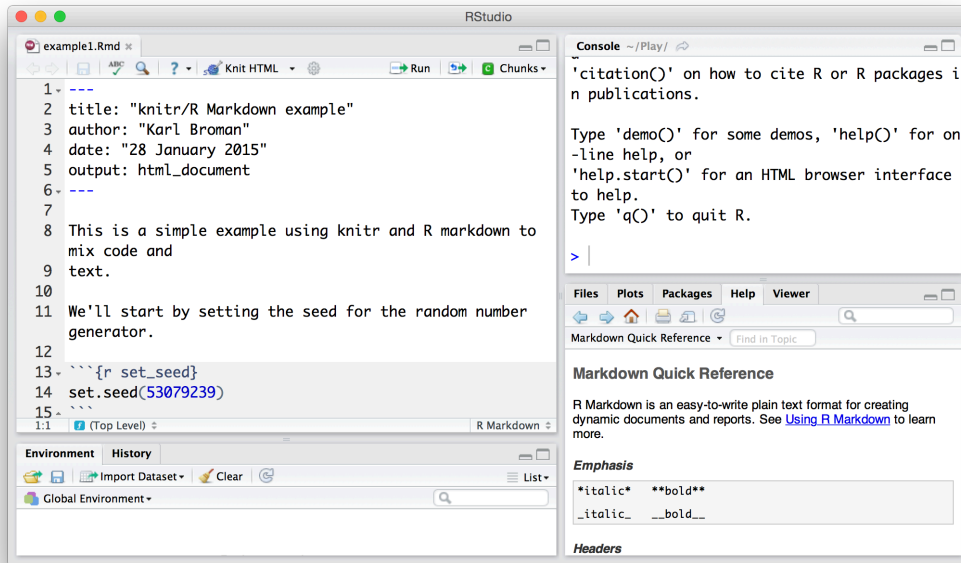 RStudio
example1.Rmd
ABC
?
Knit HTML
Run
C Chunks
1 ---
2 title: "knitr/R Markdown example"
3 author: "Karl Broman"
4 date: "28 January 2015"
5 output: html_document
6 ---
7
8 This is a simple example using knitr and R markdown to
mix code and
9 text.
10
11 We'll start by setting the seed for the random number
generator.
12
13 ```{r set_seed}
14 set.seed(53079239)
15 ```
1:1 (Top Level) R Markdown
Environment History
Import Dataset Clear List
Global Environment
Console ~/Play/
'citation()' on how to cite R or R packages i
n publications.
Type 'demo()' for some demos, 'help()' for on
-line help, or
'help.start()' for an HTML browser interface
to help.
Type 'q()' to quit R.
>
Files Plots Packages Help Viewer
Markdown Quick Reference Find in Topic
Markdown Quick Reference
R Markdown is an easy-to-write plain text format for creating
dynamic documents and reports. See Using R Markdown to learn
more.
Emphasis
*italic* **bold**
_italic_ __bold__
Headers